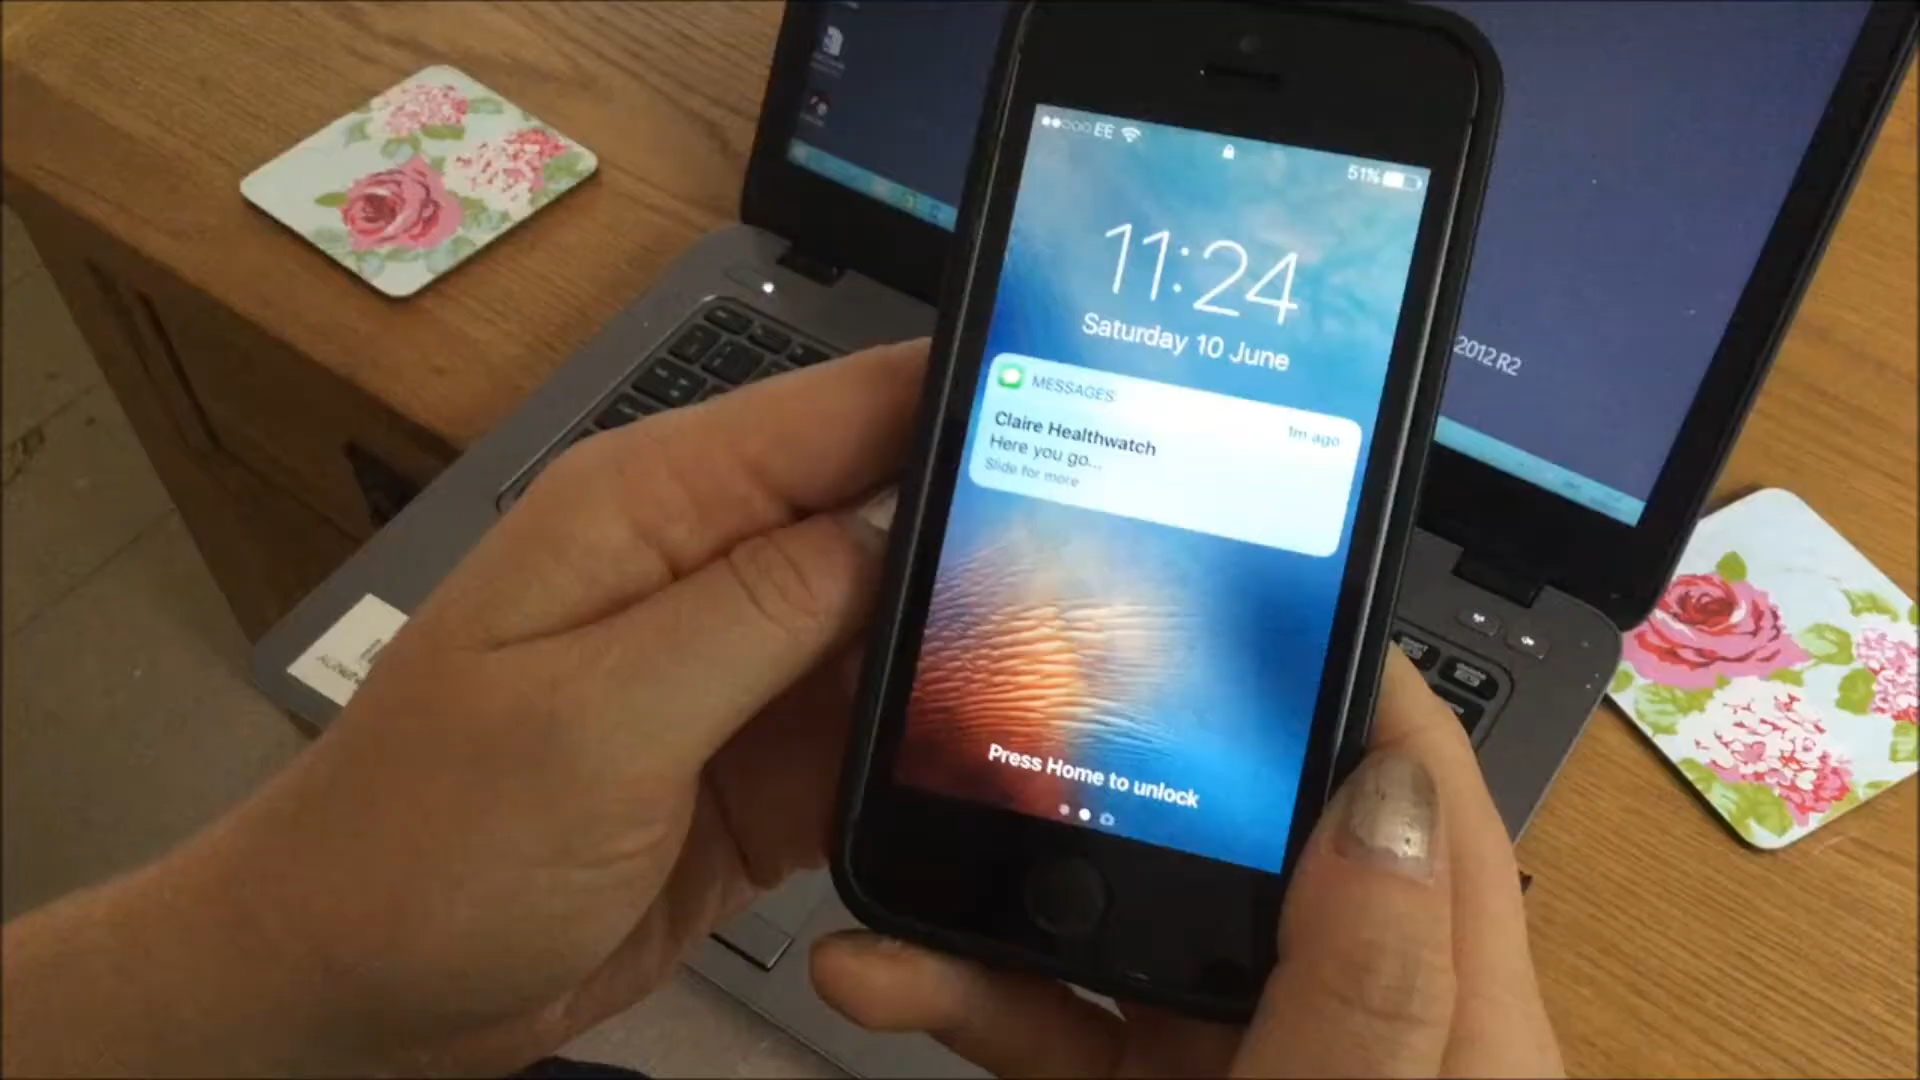 EE
51%
11:24
Saturday 10 June
MESSAGES
1m ago
Claire Healthwatch
Here you go...
Slide for more
Press Home to unlock
2012 R2